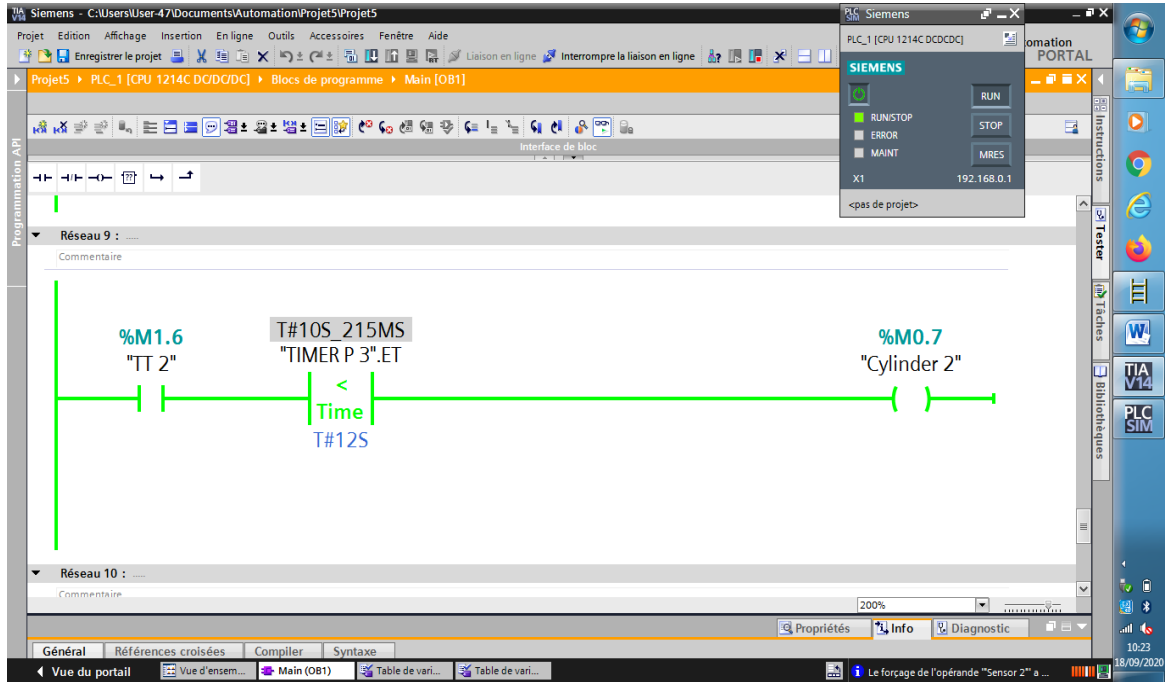 Siemens - C:\Users\User-47\Documents\Automation\Projet5\Projet5
Projet Edition Affichage Insertion En ligne Outils Accessoires Fenêtre Aide
Enregistrer le projet
Liaison en ligne
Interrompre la liaison en ligne
omation
PORTAL
Projet5 PLC_1 [CPU 1214C DC/DC/DC] Blocs de programme Main [OB1]
Siemens
PLC_1 [CPU 1214C DCDCDC]
SIEMENS
RUN
RUN/STOP
STOP
ERROR
MAINT
MRES
X1 192.168.0.1
<pas de projet>
Interface de bloc
Programmation API
Instructions
Tester
Tâches
Bibliothèques
Réseau 9 : .....
Commentaire
%M1.6
"TT 2"
T#10S_215MS
"TIMER P 3".ET
<
Time
T#12S
%M0.7
"Cylinder 2"
Réseau 10 : .....
Commentaire
200%
Propriétés Info Diagnostic
Général Références croisées Compiler Syntaxe
Vue du portail Vue d'ensem... Main (OB1) Table de vari... Table de vari...
Le forçage de l'opérande '"Sensor 2"' a ...
TIA
V14
PLC
SIM
10:23
18/09/2020